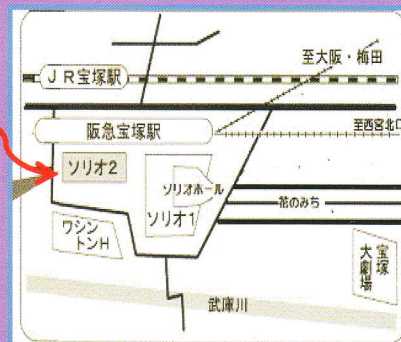 至大阪・梅田
JR宝塚駅
阪急宝塚駅
至西宮北口
ソリオ2
ソリオホール
ソリオ1
花のみち
ワシン
トンH
宝塚
大劇場
武庫川